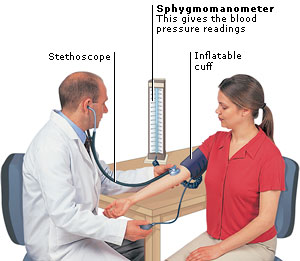 Sphygmomanometer
This gives the blood
pressure readings
Stethoscope
Inflatable
cuff